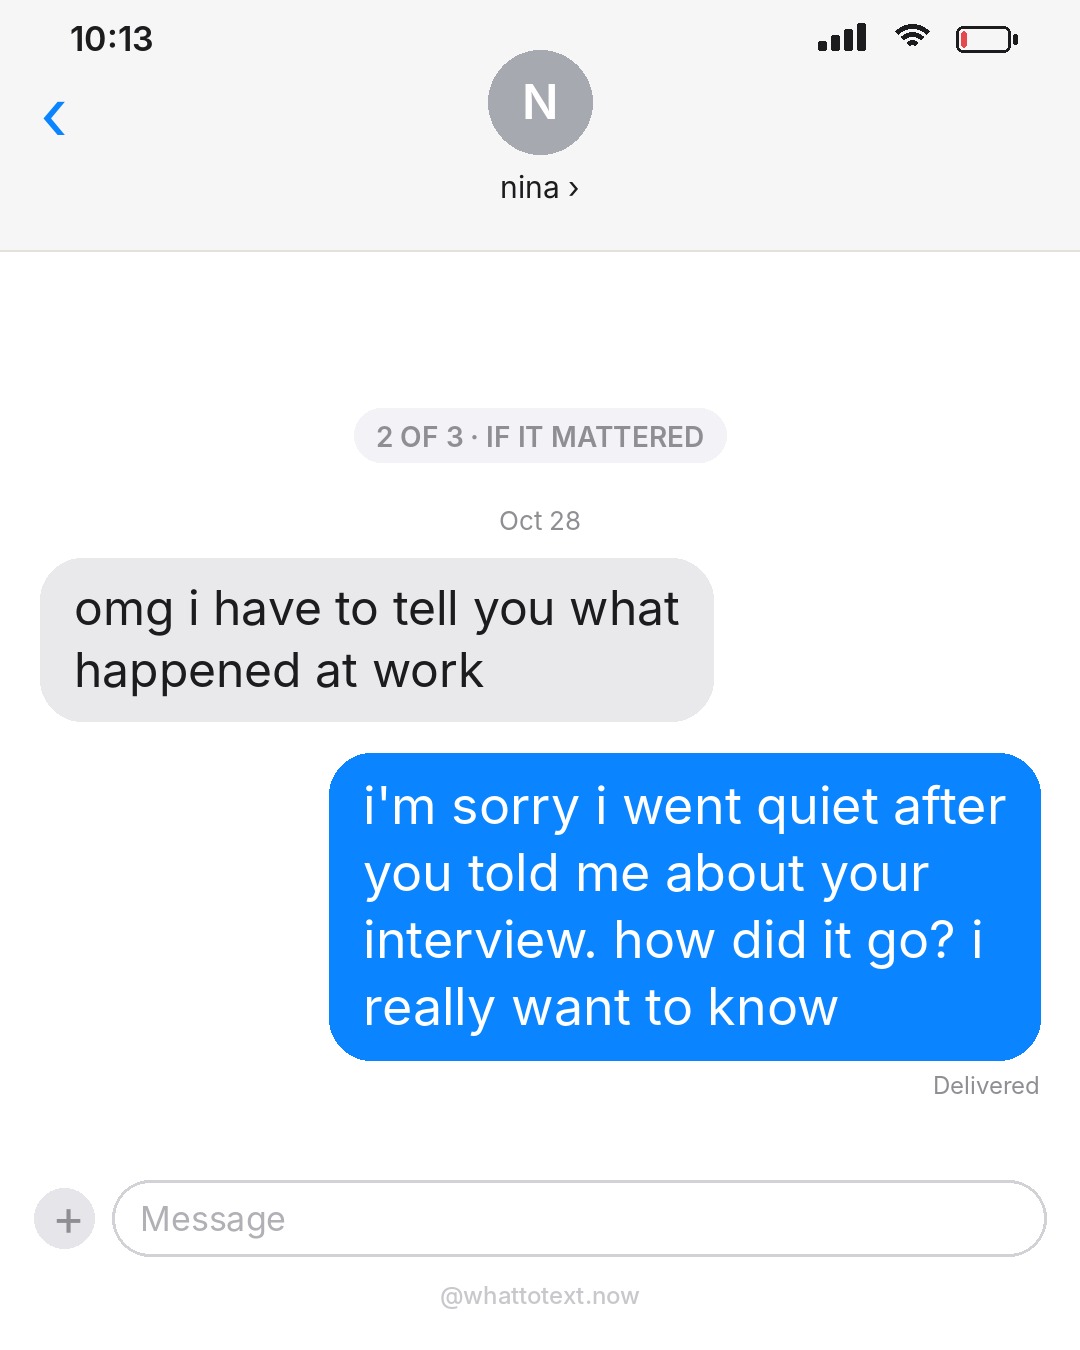 10:13
N
nina ›
2 OF 3 · IF IT MATTERED
Oct 28
omg i have to tell you what
happened at work
i'm sorry i went quiet after
you told me about your
interview. how did it go? i
really want to know
Delivered
+ Message
@whattotext.now